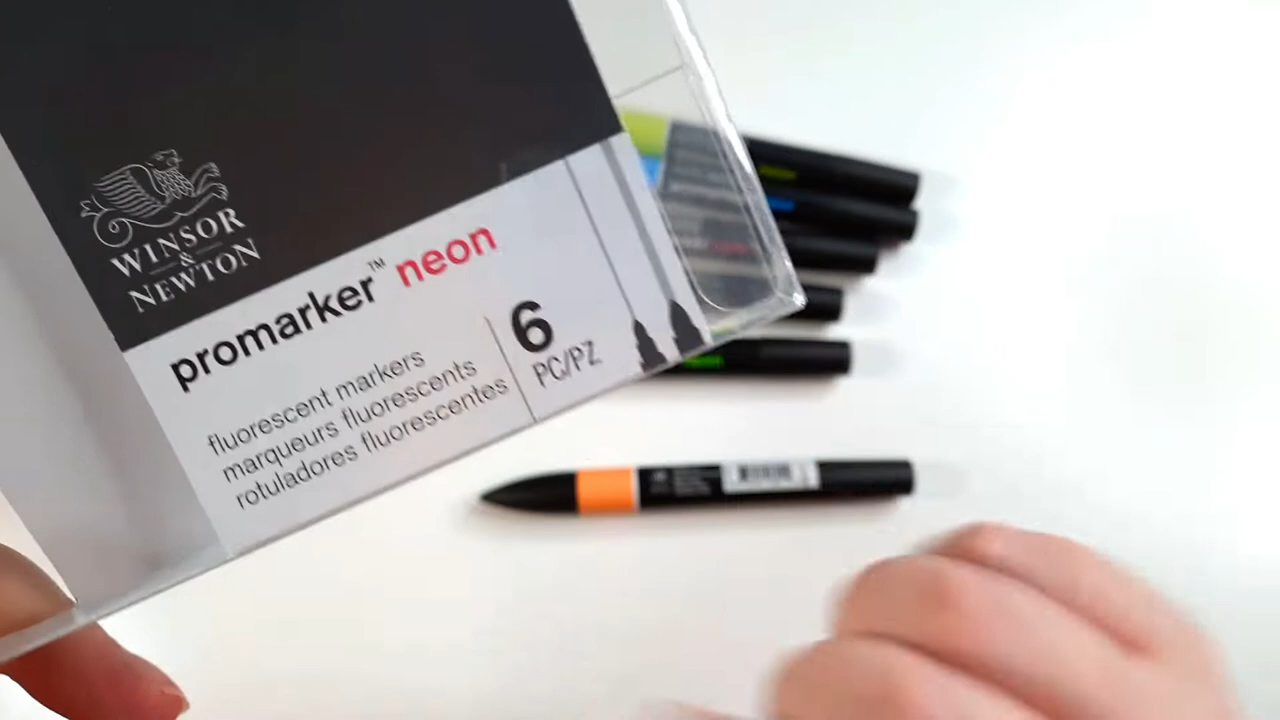 WINSOR
&
NEWTON
promarker™ neon
fluorescent markers
marqueurs fluorescents
rotuladores fluorescentes
6
PC/PZ